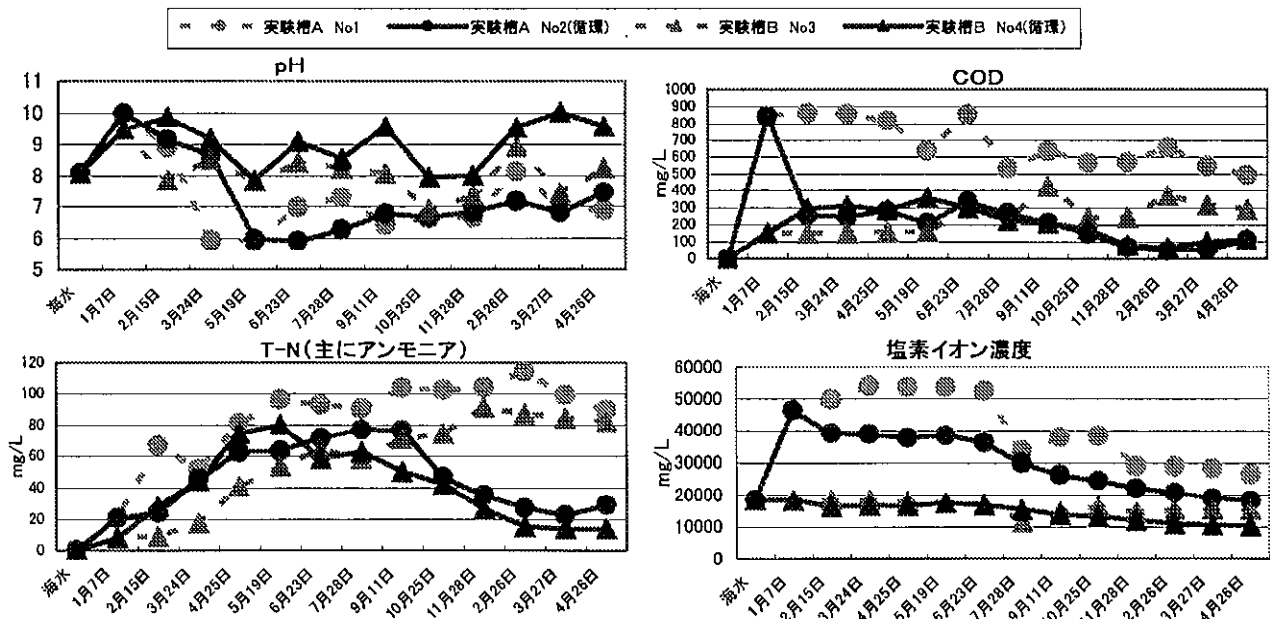 実験槽A No1 実験槽A No2(循環) 実験槽B No3 実験槽B No4(循環)
pH
11
10
9
8
7
6
5
海水 1月7日 2月15日 3月24日 5月19日 6月23日 7月28日 9月11日 10月25日 11月28日 2月26日 3月27日 4月26日
COD
mg/L
1000
900
800
700
600
500
400
300
200
100
0
海水 1月7日 2月15日 3月24日 4月25日 5月19日 6月23日 7月28日 9月11日 10月25日 11月28日 2月26日 3月27日 4月26日
T-N(主にアンモニア)
mg/L
120
100
80
60
40
20
0
海水 1月7日 2月15日 3月24日 4月25日 5月19日 6月23日 7月28日 9月11日 10月25日 11月28日 2月26日 3月27日 4月26日
塩素イオン濃度
mg/L
60000
50000
40000
30000
20000
10000
0
海水 1月7日 2月15日 3月24日 4月25日 5月19日 6月23日 7月28日 9月11日 10月25日 11月28日 2月26日 3月27日 4月26日